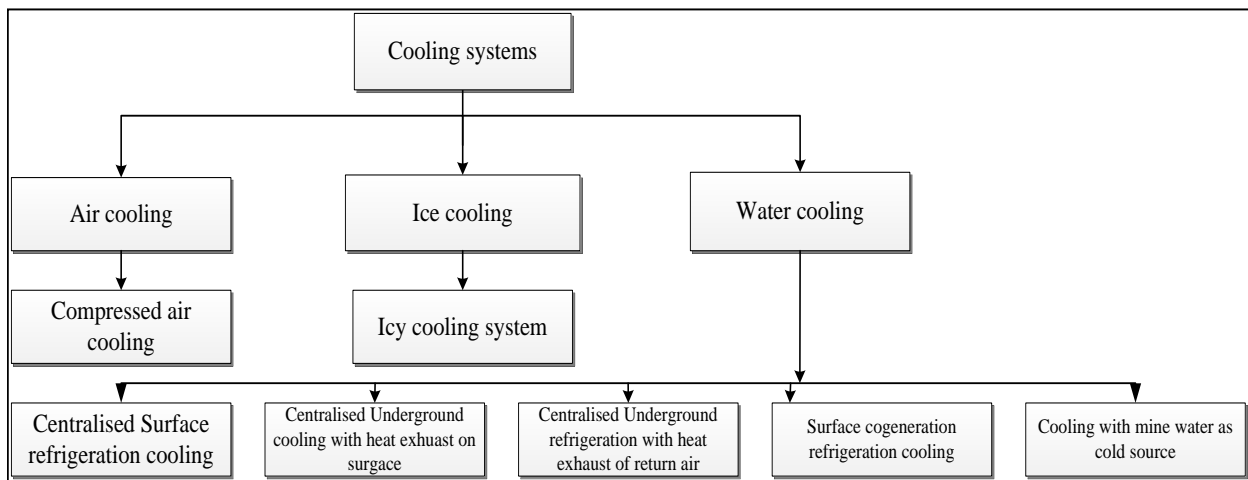 Cooling systems
Air cooling
Ice cooling
Water cooling
Compressed air
cooling
Icy cooling system
Centralised Surface
refrigeration cooling
Centralised Underground
cooling with heat exhuast on
surgace
Centralised Underground
refrigeration with heat
exhaust of return air
Surface cogeneration
refrigeration cooling
Cooling with mine water as
cold source